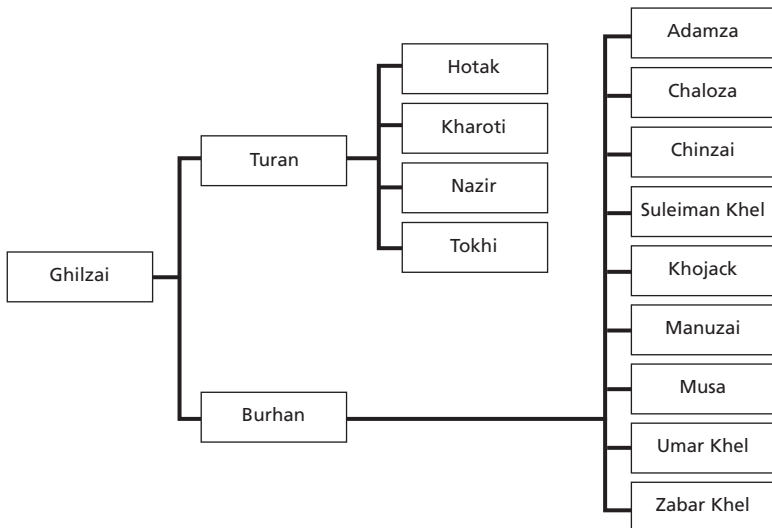 Ghilzai
Turan
Burhan
Hotak
Kharoti
Nazir
Tokhi
Adamza
Chaloza
Chinzai
Suleiman Khel
Khojack
Manuzai
Musa
Umar Khel
Zabar Khel